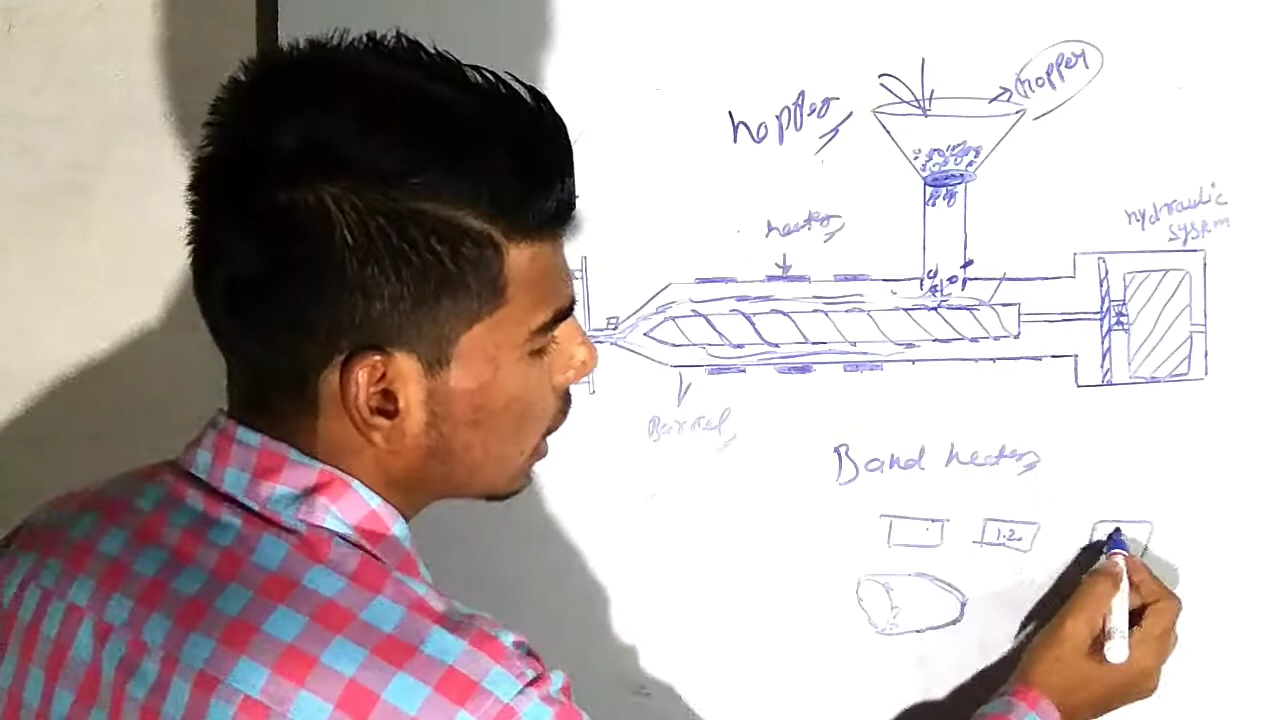 hopper
hopper
heater
hydraulic
system
Barrel
Band heater
1.2.